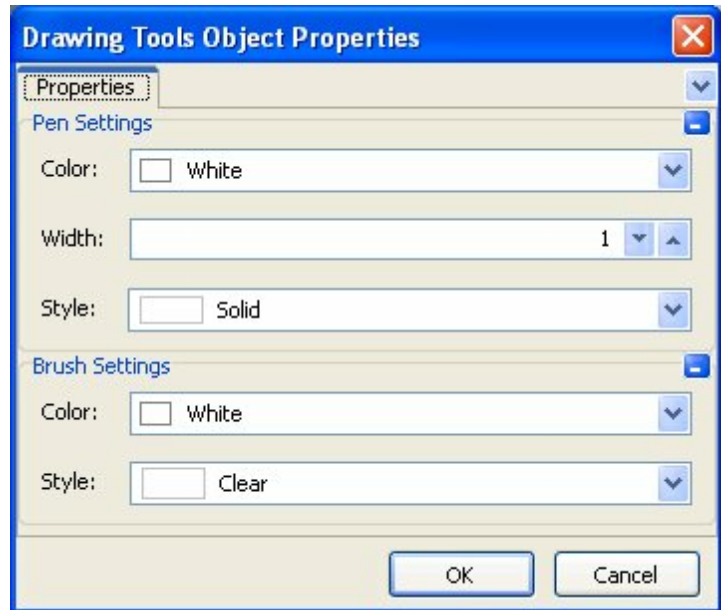 Drawing Tools Object Properties
Properties
Pen Settings
Color: White
Width: 1
Style: Solid
Brush Settings
Color: White
Style: Clear
OK Cancel